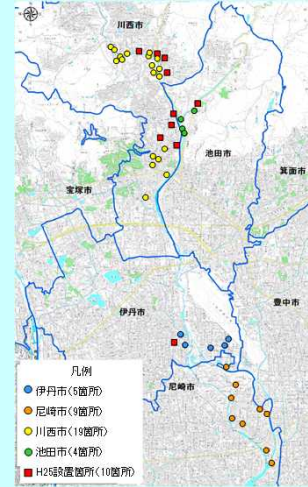 川西市
池田市
箕面市
宝塚市
豊中市
伊丹市
尼崎市
凡例
伊丹市(5箇所)
尼崎市(9箇所)
川西市(19箇所)
池田市(4箇所)
H25設置箇所(10箇所)